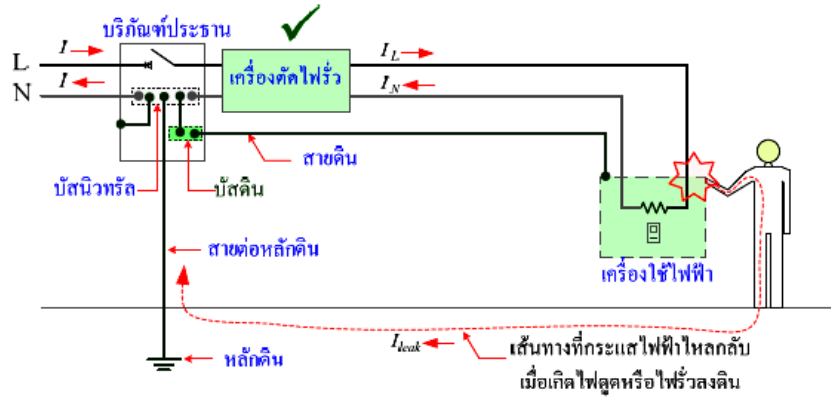 บริภัณฑ์ประธาน
L I
เครื่องตัดไฟรั่ว
I_L
N I
I_N
สายดิน
บัสนิวทรัล
บัสดิน
สายต่อหลักดิน
เครื่องใช้ไฟฟ้า
I_leak
เส้นทางที่กระแสไฟฟ้าไหลกลับ
เมื่อเกิดไฟดูดหรือไฟรั่วลงดิน
หลักดิน